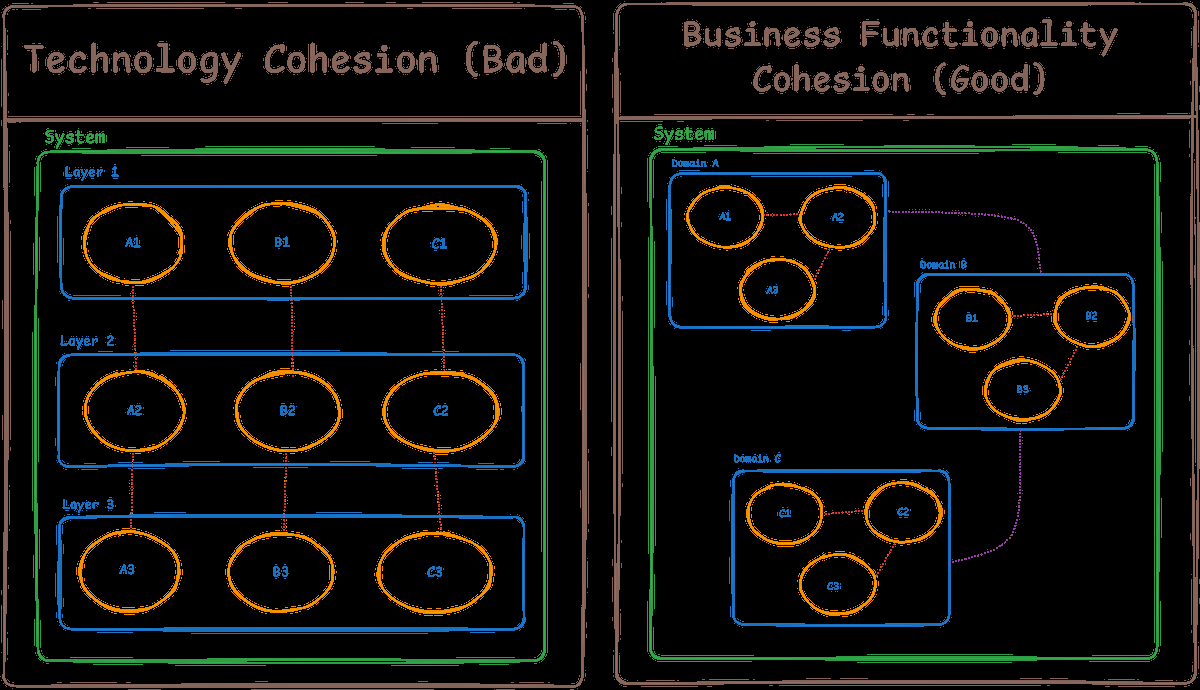 Technology Cohesion (Bad)
System
Layer 1
A1
B1
C1
Layer 2
A2
B2
C2
Layer 3
A3
B3
C3
Business Functionality
Cohesion (Good)
System
Domain A
A1
A2
A3
Domain B
B1
B2
B3
Domain C
C1
C2
C3